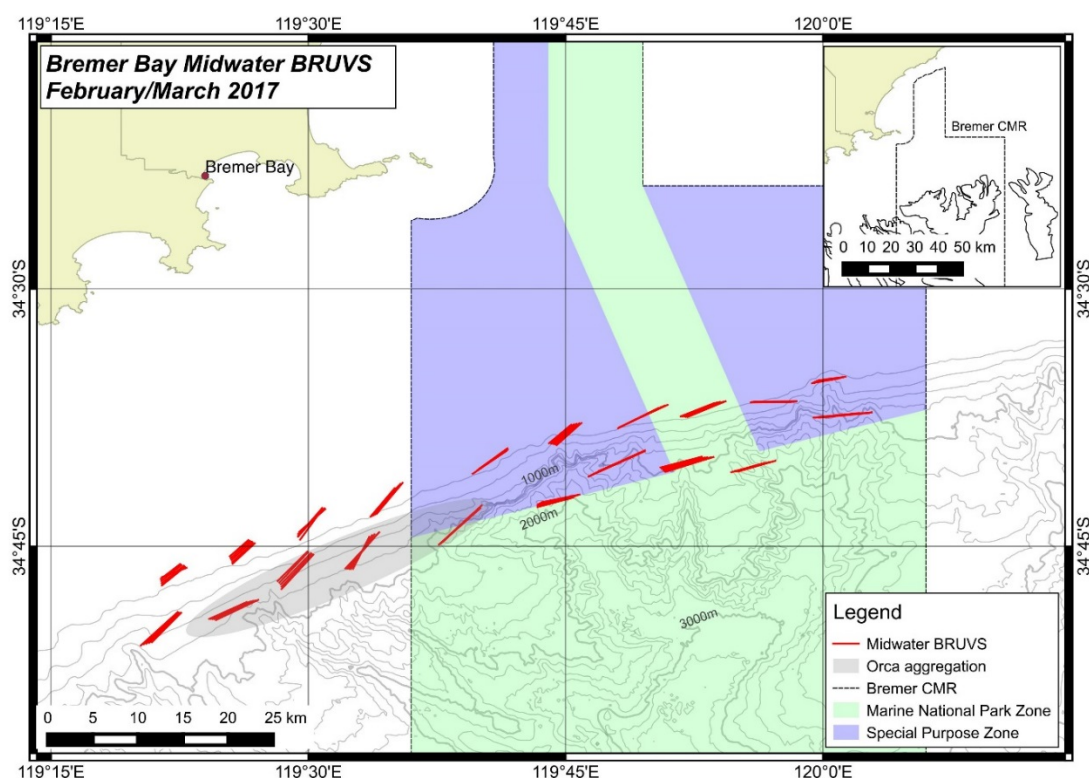 119°15'E 119°30'E 119°45'E 120°0'E
Bremer Bay Midwater BRUVS
February/March 2017
Bremer CMR
Bremer Bay
0 10 20 30 40 50 km
34°30'S 34°30'S
1000m
2000m
34°45'S 34°45'S
3000m
Legend
Midwater BRUVS
Orca aggregation
Bremer CMR
Marine National Park Zone
Special Purpose Zone
0 5 10 15 20 25 km
119°15'E 119°30'E 119°45'E 120°0'E